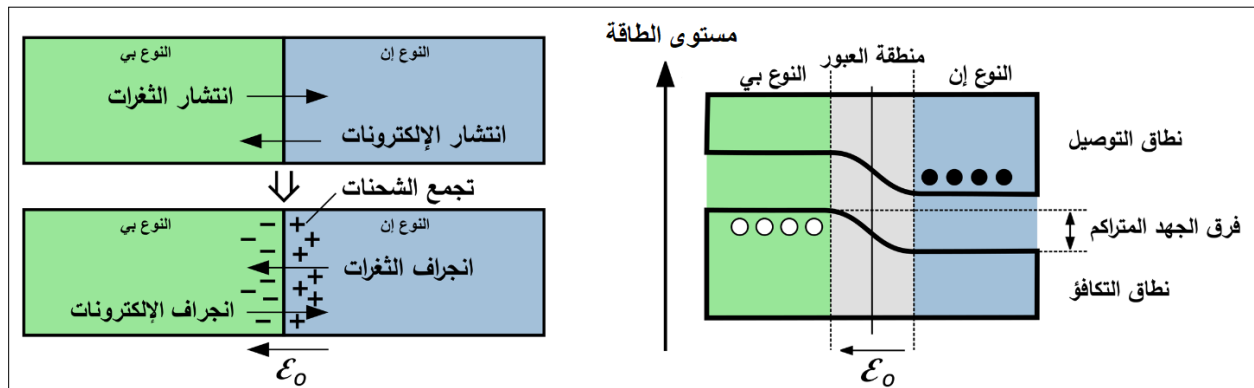 النوع بي
النوع إن
انتشار الثغرات
انتشار الإلكترونات
تجمع الشحنات
النوع بي
النوع إن
انجراف الثغرات
انجراف الإلكترونات
ℰo
مستوى الطاقة
منطقة العبور
النوع بي
النوع إن
نطاق التوصيل
فرق الجهد المتراكم
نطاق التكافؤ
ℰo